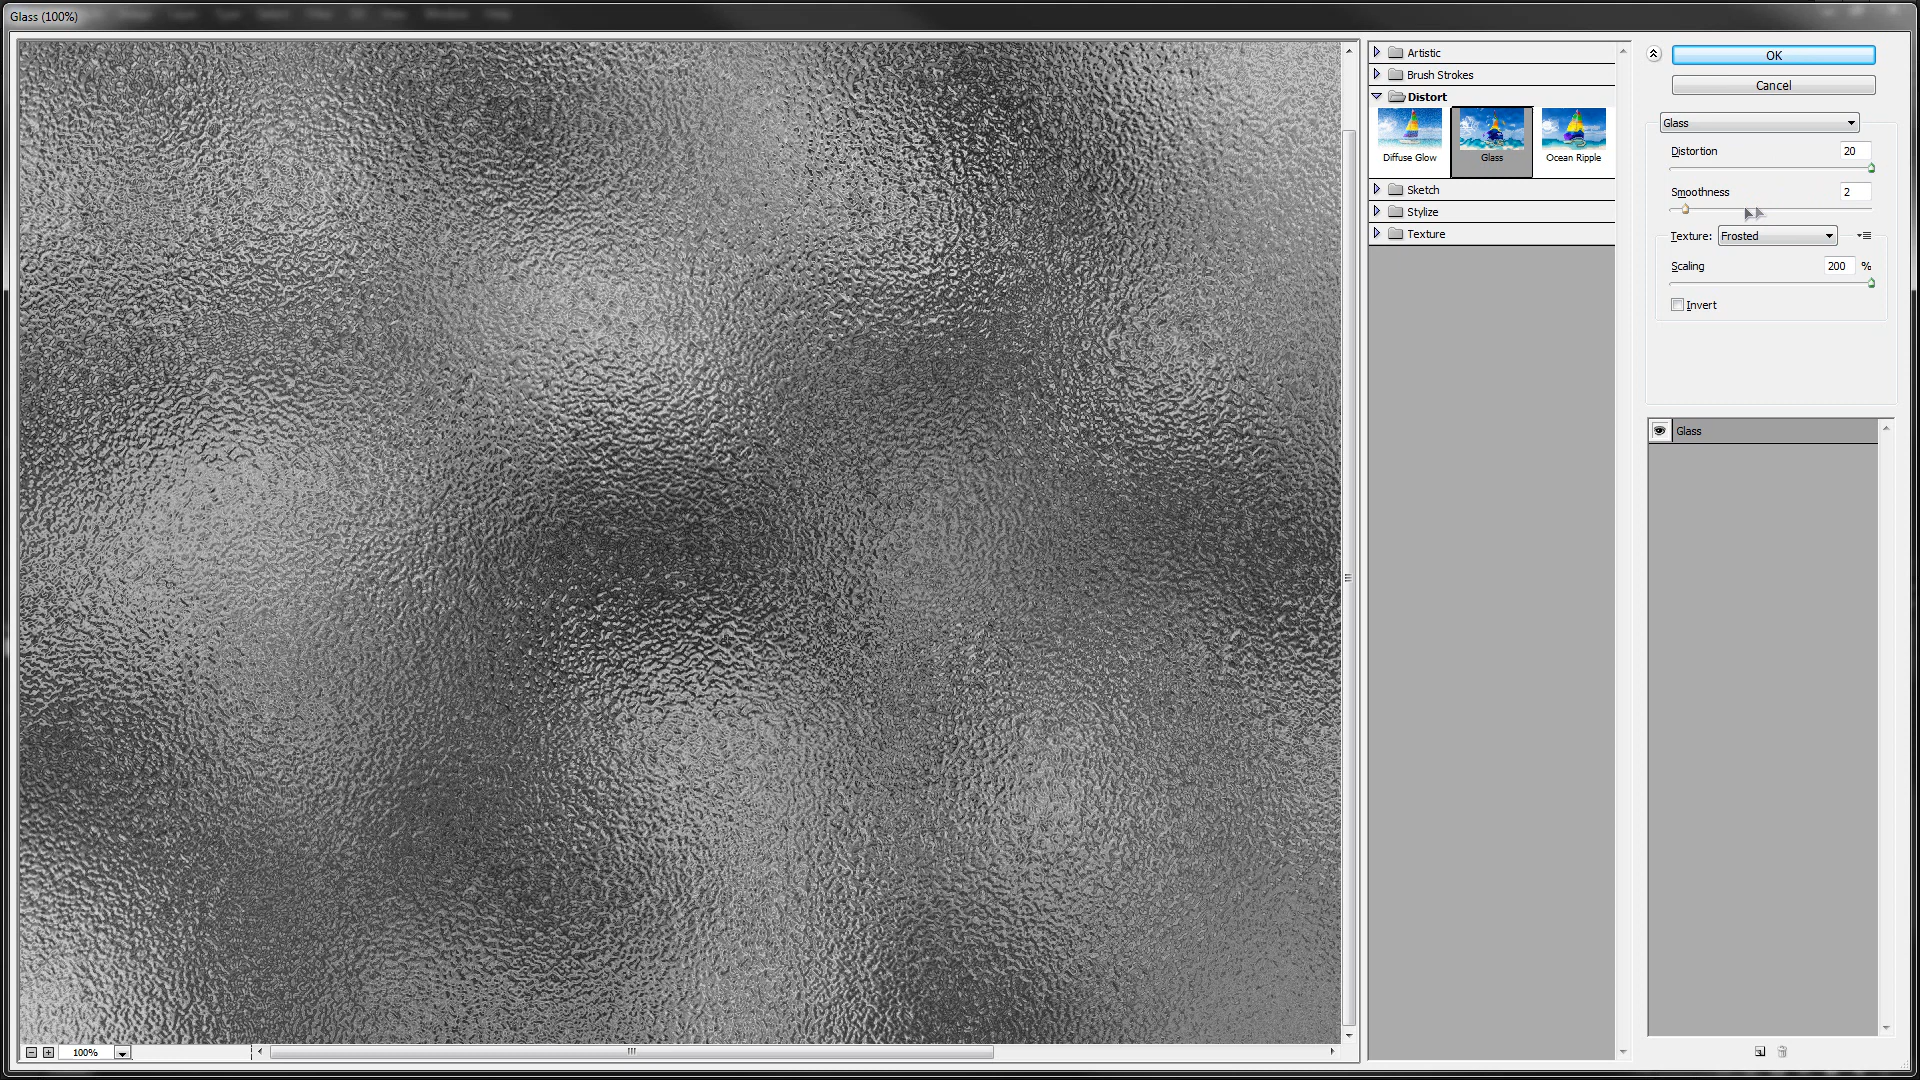 Glass (100%)
Artistic
Brush Strokes
Distort
Diffuse Glow
Glass
Ocean Ripple
Sketch
Stylize
Texture
OK
Cancel
Glass
Distortion 20
Smoothness 2
Texture: Frosted
Scaling 200 %
Invert
Glass
100%